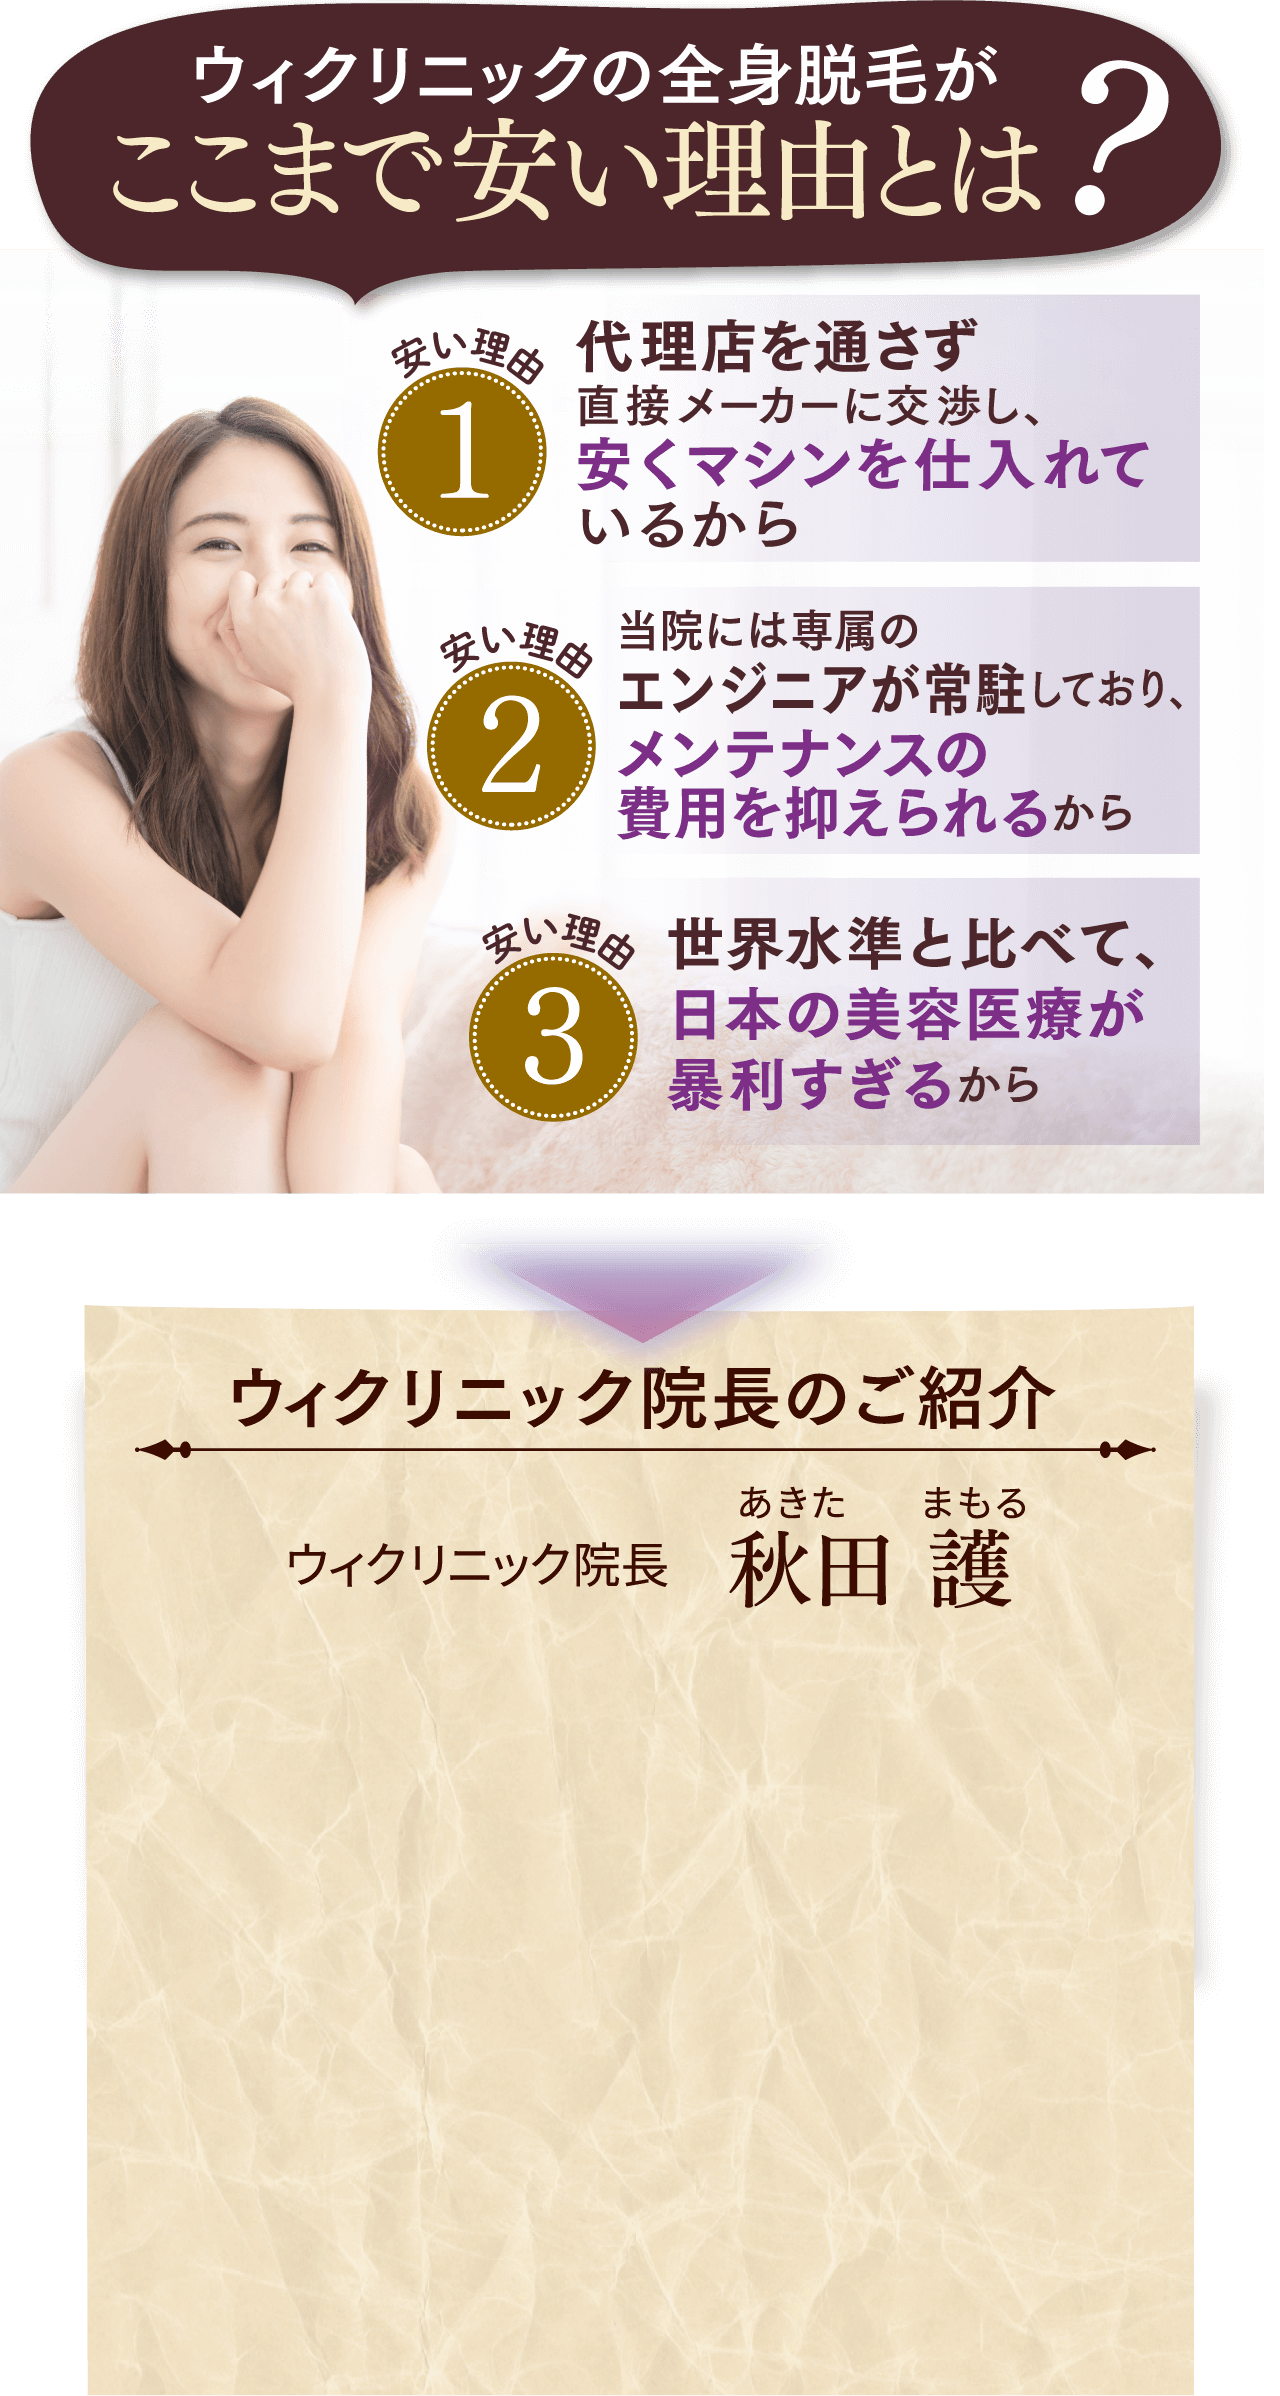 ウィクリニックの全身脱毛が
ここまで安い理由とは?
安い理由
1
代理店を通さず
直接メーカーに交渉し、
安くマシンを仕入れて
いるから
安い理由
2
当院には専属の
エンジニアが常駐しており、
メンテナンスの
費用を抑えられるから
安い理由
3
世界水準と比べて、
日本の美容医療が
暴利すぎるから
ウィクリニック院長のご紹介
あきた まもる
ウィクリニック院長 秋田 護